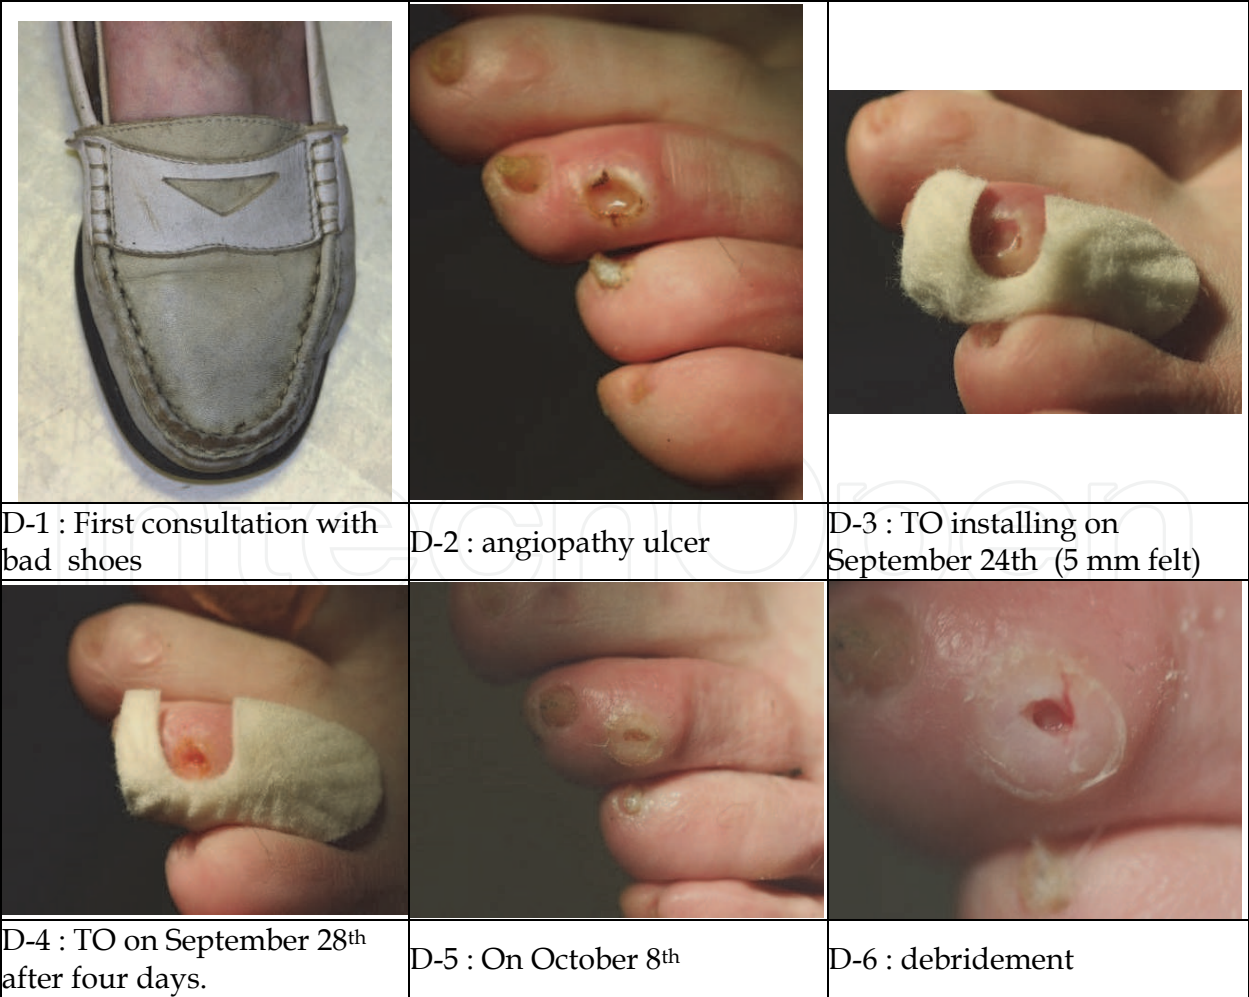 D-1 : First consultation with
bad shoes
D-2 : angiopathy ulcer
D-3 : TO installing on
September 24th (5 mm felt)
D-4 : TO on September 28th
after four days.
D-5 : On October 8th
D-6 : debridement
IntechOpen